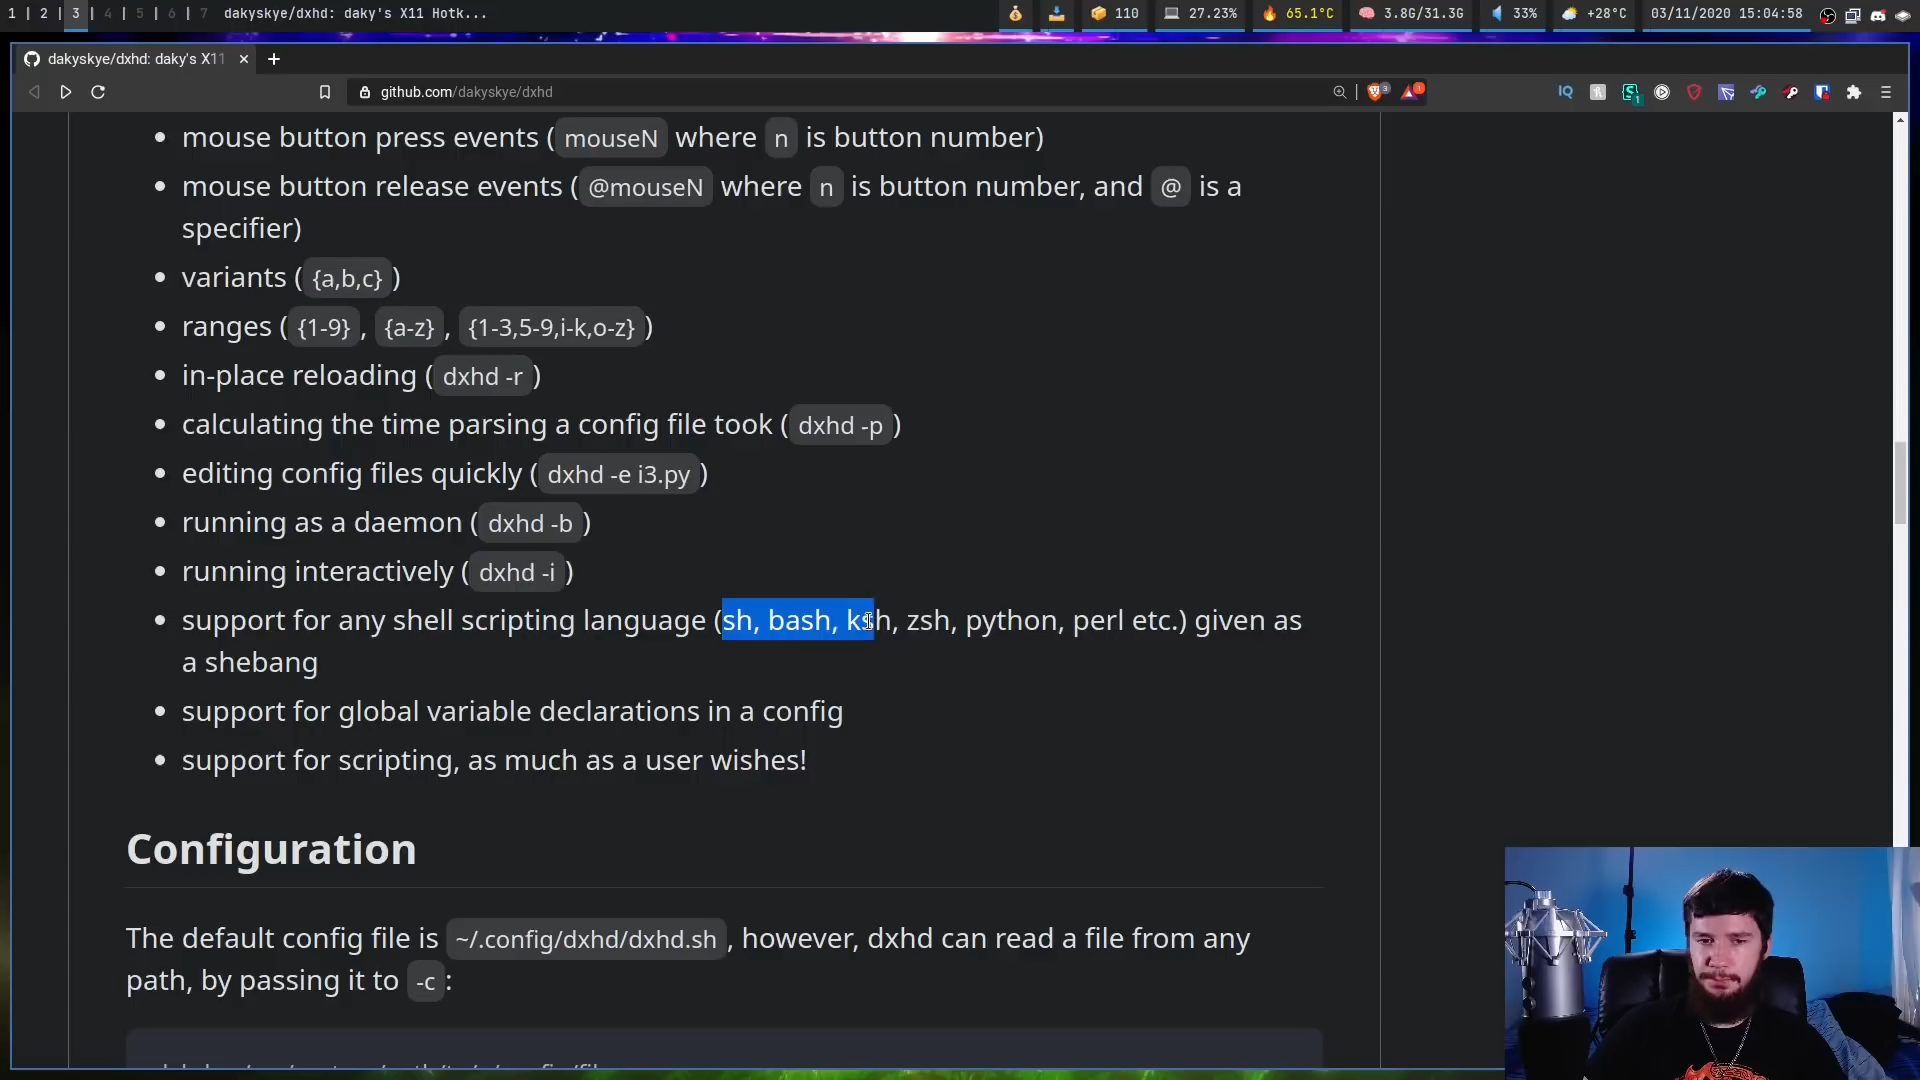 1 | 2 | 3 | 4 | 5 | 6 | 7 dakyskye/dxhd: daky's X11 Hotk... 110 27.23% 65.1°C 3.8G/31.3G 33% +28°C 03/11/2020 15:04:58
dakyskye/dxhd: daky's X11
github.com/dakyskye/dxhd
mouse button press events ( mouseN where n is button number)
mouse button release events ( @mouseN where n is button number, and @ is a
specifier)
variants ( {a,b,c} )
ranges ( {1-9} , {a-z} , {1-3,5-9,i-k,o-z} )
in-place reloading ( dxhd -r )
calculating the time parsing a config file took ( dxhd -p )
editing config files quickly ( dxhd -e i3.py )
running as a daemon ( dxhd -b )
running interactively ( dxhd -i )
support for any shell scripting language (sh, bash, ksh, zsh, python, perl etc.) given as
a shebang
support for global variable declarations in a config
support for scripting, as much as a user wishes!
Configuration
The default config file is ~/.config/dxhd/dxhd.sh , however, dxhd can read a file from any
path, by passing it to -c :